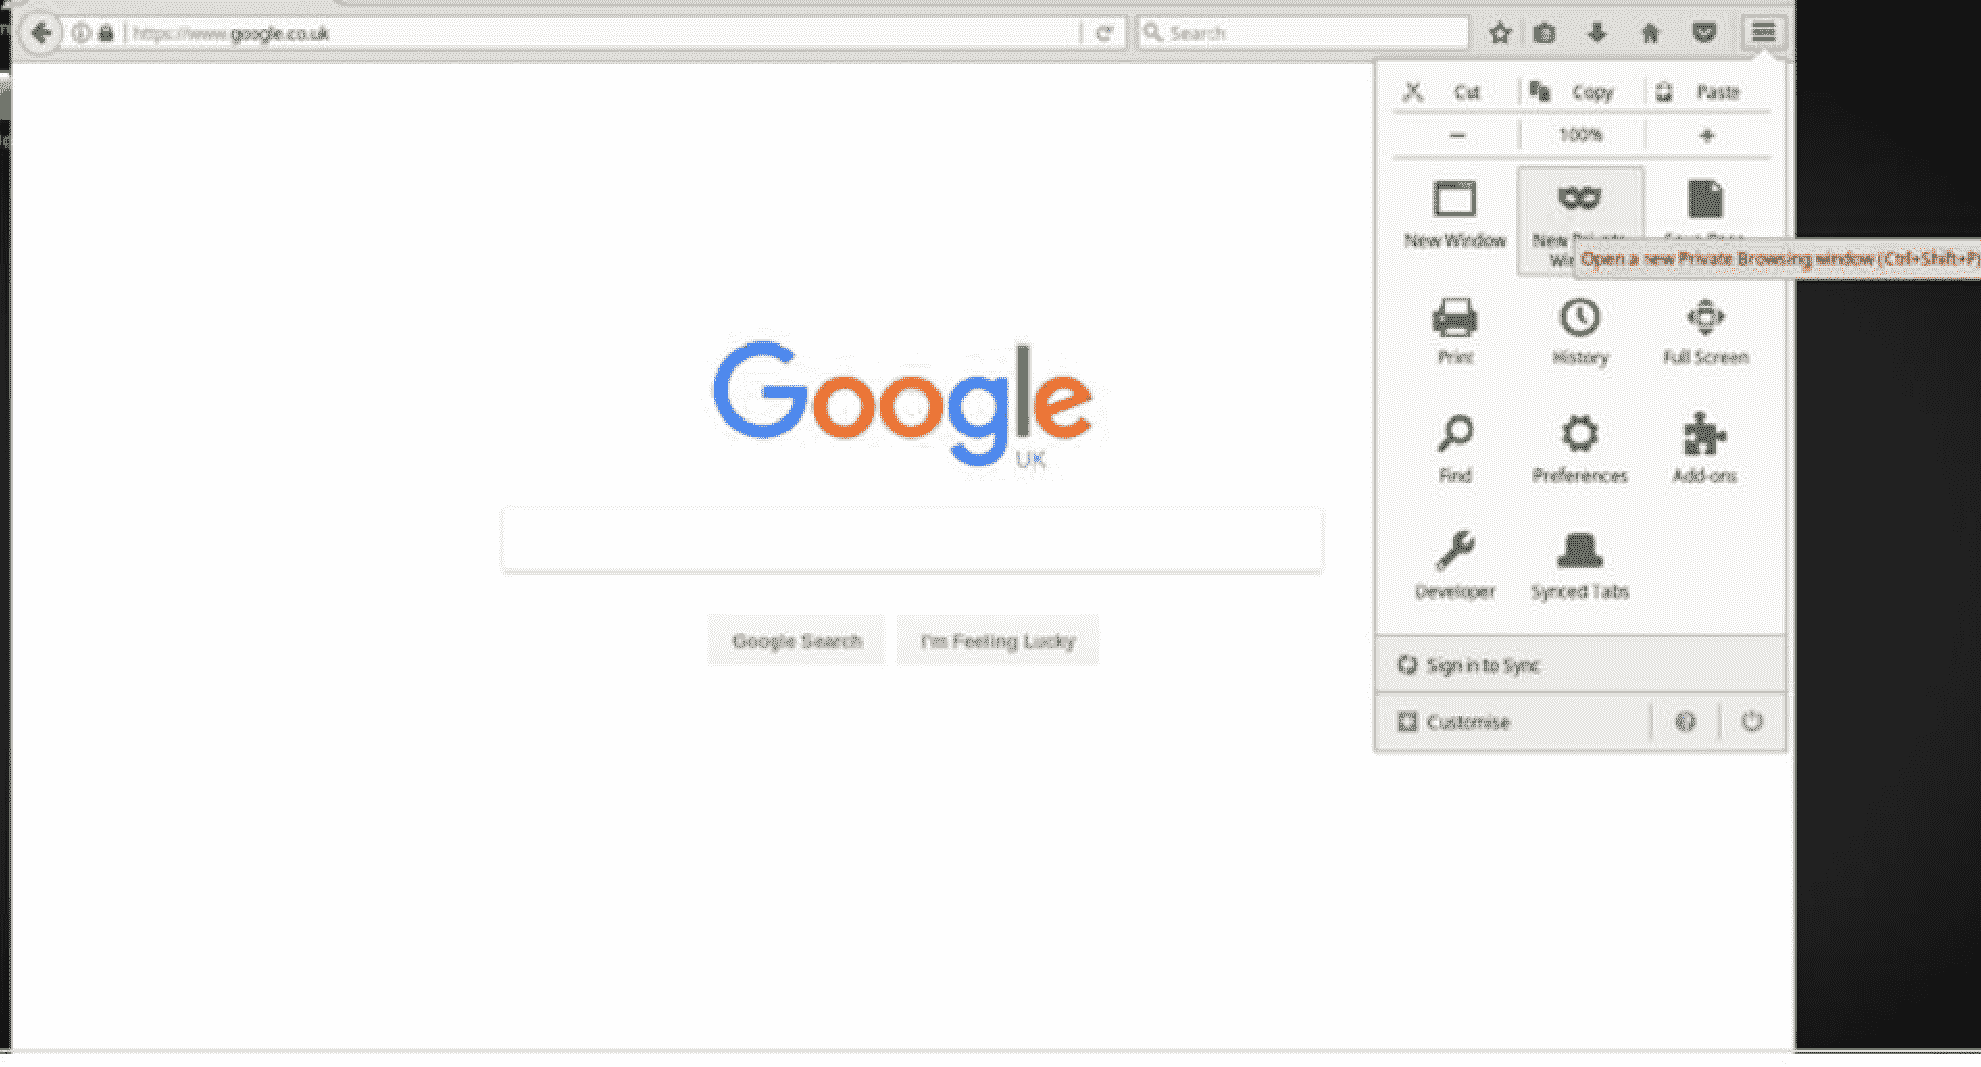 https://www.google.co.uk
Search
Cut
Copy
Paste
100%
New Window
New Private
Open a new Private Browsing window (Ctrl+Shift+P)
Print
History
Full Screen
Find
Preferences
Add-ons
Developer
Synced Tabs
Sign in to Sync
Customise
Google
UK
Google Search
I'm Feeling Lucky